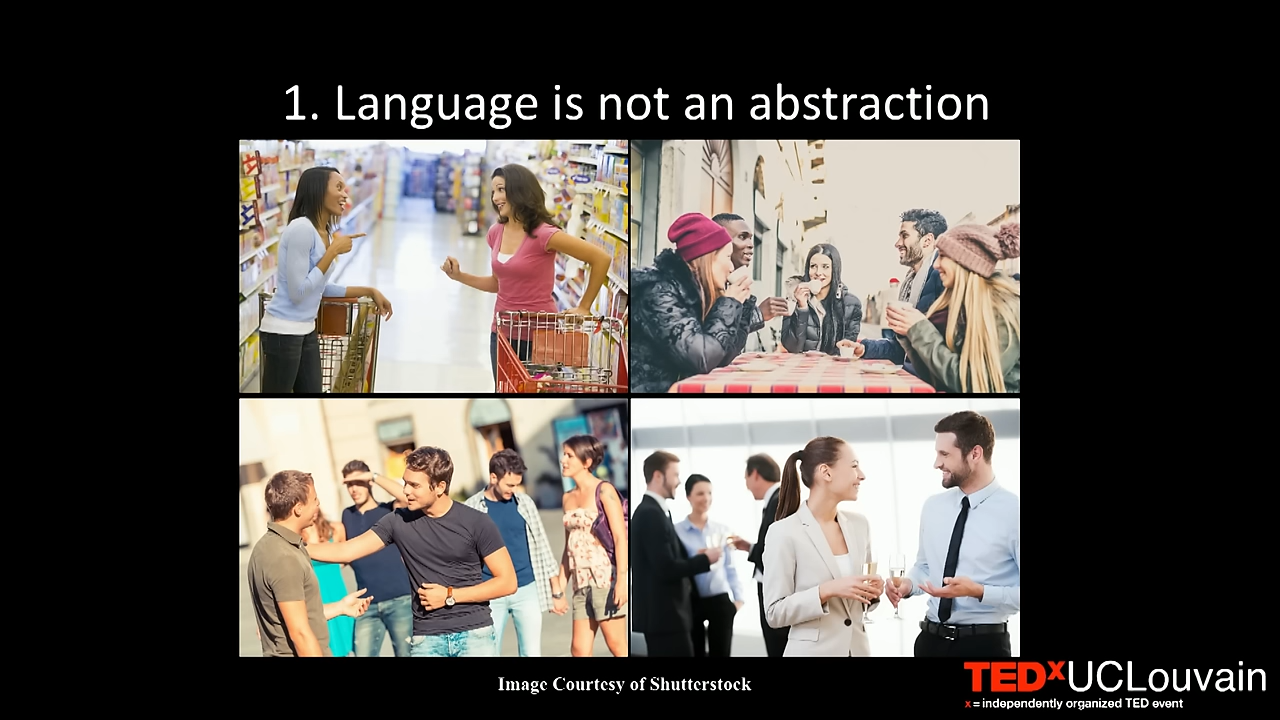 1. Language is not an abstraction
Image Courtesy of Shutterstock
TEDxUCLouvain
x = independently organized TED event